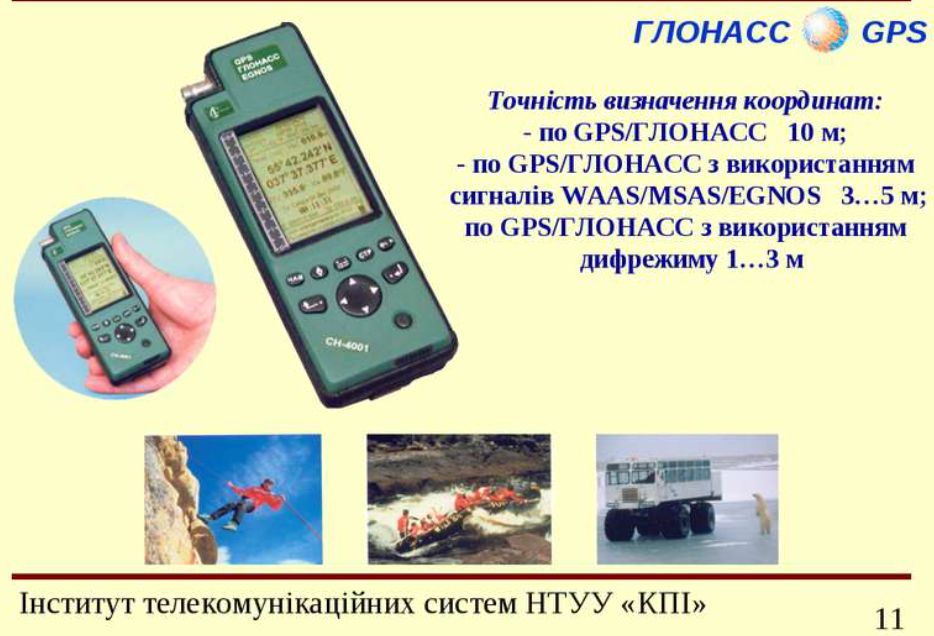 ГЛОНАСС GPS
GPS
ГЛОНАСС
EGNOS
55°42.242'N
037°37.377'E
СН-4001
Точність визначення координат:
- по GPS/ГЛОНАСС 10 м;
- по GPS/ГЛОНАСС з використанням
сигналів WAAS/MSAS/EGNOS 3…5 м;
по GPS/ГЛОНАСС з використанням
дифрежиму 1…3 м
Інститут телекомунікаційних систем НТУУ «КПІ»
11